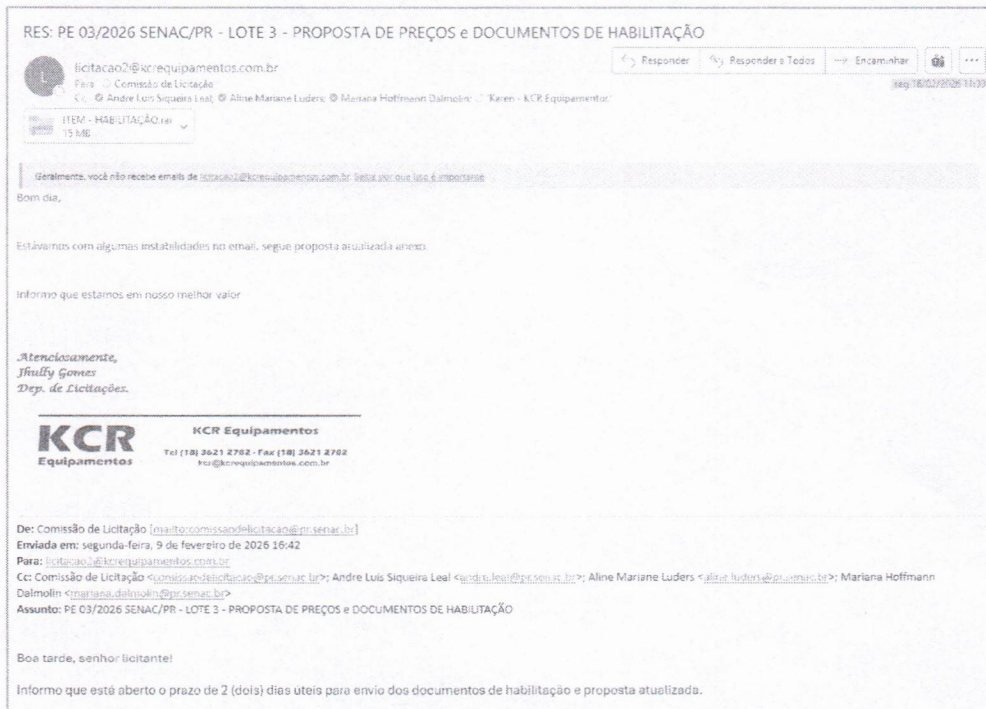 RES: PE 03/2026 SENAC/PR - LOTE 3 - PROPOSTA DE PREÇOS e DOCUMENTOS DE HABILITAÇÃO
L
licitacao2@kcrequipamentos.com.br
Para Comissão de Licitação
Cc Andre Luis Siqueira Leal; Aline Mariane Luders; Mariana Hoffmann Dalmolin; 'Karen - KCR Equipamentos'
Responder Responder a Todos Encaminhar ...
ITEM - HABILITAÇÃO.rar
15 MB
Geralmente, você não recebe emails de licitacao2@kcrequipamentos.com.br. Saiba por que isso é importante
Bom dia,
Estávamos com algumas instabilidades no email, segue proposta atualizada anexo.
Informo que estamos em nosso melhor valor
Atenciosamente,
Jhully Gomes
Dep. de Licitações.
KCR
Equipamentos
KCR Equipamentos
Tel (18) 3621 2782 - Fax (18) 3621 2782
kcr@kcrequipamentos.com.br
De: Comissão de Licitação [mailto:comissaodelicitacao@pr.senac.br]
Enviada em: segunda-feira, 9 de fevereiro de 2026 16:42
Para: licitacao2@kcrequipamentos.com.br
Cc: Comissão de Licitação <comissaodelicitacao@pr.senac.br>; Andre Luis Siqueira Leal <andre.leal@pr.senac.br>; Aline Mariane Luders <aline.luders@pr.senac.br>; Mariana Hoffmann
Dalmolin <mariana.dalmolin@pr.senac.br>
Assunto: PE 03/2026 SENAC/PR - LOTE 3 - PROPOSTA DE PREÇOS e DOCUMENTOS DE HABILITAÇÃO
Boa tarde, senhor licitante!
Informo que está aberto o prazo de 2 (dois) dias úteis para envio dos documentos de habilitação e proposta atualizada.